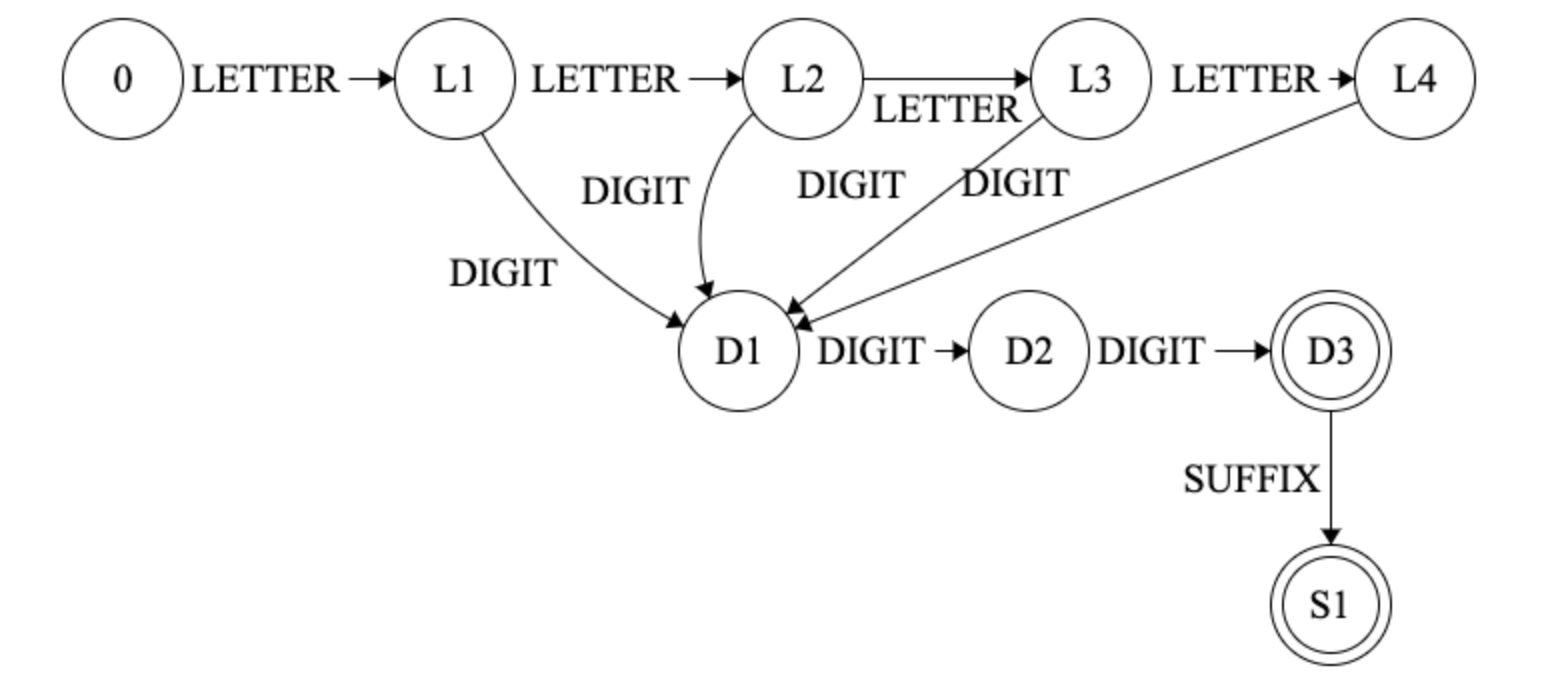 0 LETTER L1 LETTER L2 LETTER L3 LETTER L4
DIGIT DIGIT DIGIT
DIGIT
D1 DIGIT D2 DIGIT D3
SUFFIX
S1